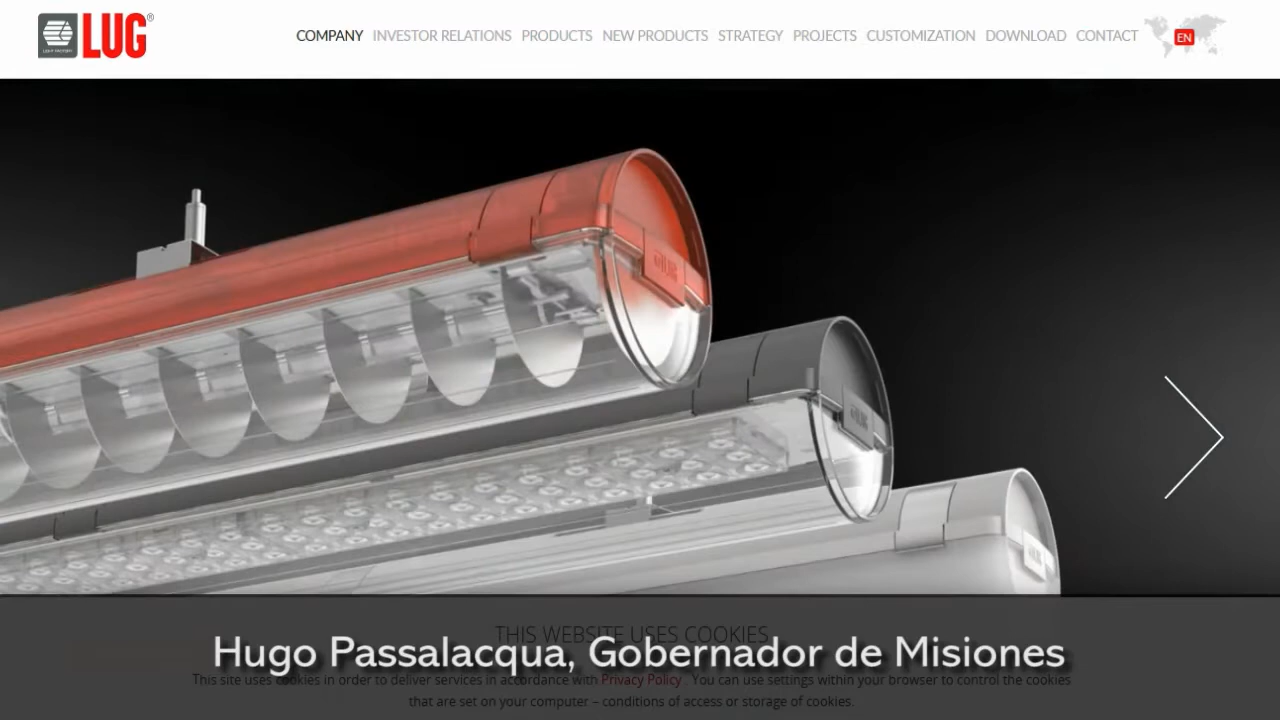 LUG®
LIGHT FACTORY
COMPANY INVESTOR RELATIONS PRODUCTS NEW PRODUCTS STRATEGY PROJECTS CUSTOMIZATION DOWNLOAD CONTACT EN
THIS WEBSITE USES COOKIES
Hugo Passalacqua, Gobernador de Misiones
This site uses cookies in order to deliver services in accordance with Privacy Policy. You can use settings within your browser to control the cookies
that are set on your computer – conditions of access or storage of cookies.